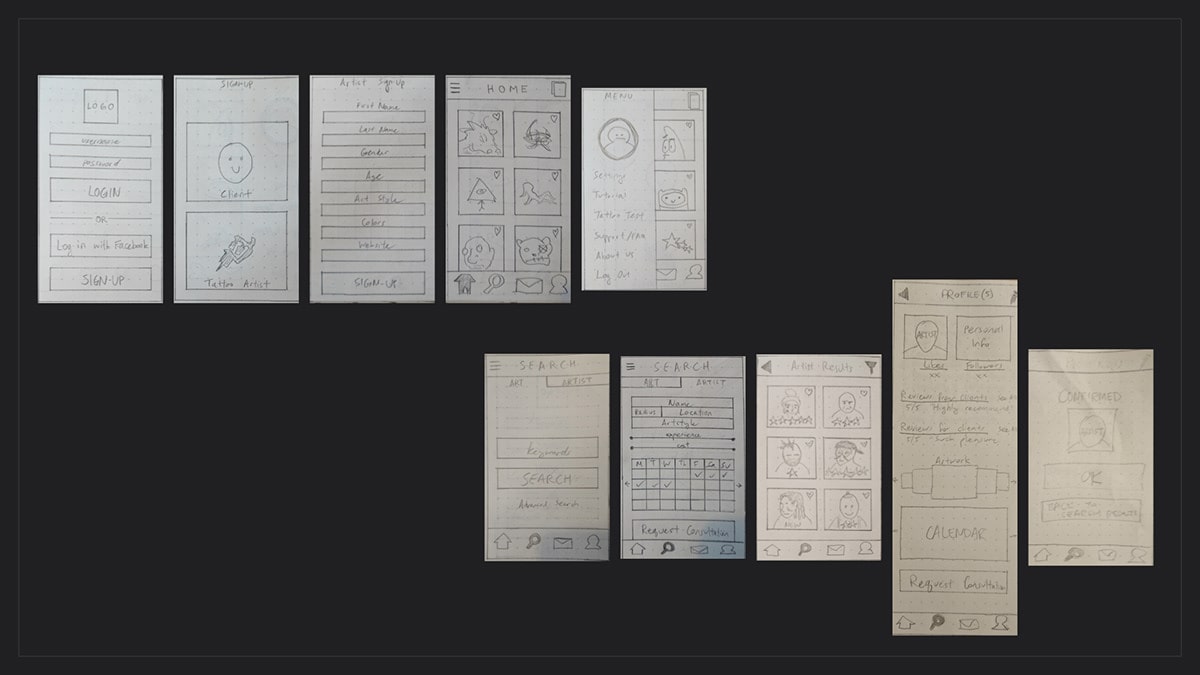 LOGO
username
password
LOGIN
OR
Log in with Facebook
SIGN-UP
SIGN-UP
Client
Tattoo Artist
Artist Sign Up
First Name
Last Name
Gender
Age
Art Style
Colors
Website
SIGN-UP
HOME
MENU
Settings
Tutorial
Tattoo Test
Support/FAQ
About Us
Log Out
SEARCH
ART ARTIST
Keywords
SEARCH
Advanced Search
SEARCH
ART ARTIST
Name
Radius Location
Artstyle
experience
cost
M T W Th F Sa Su
Request Consultation
Artist Results
NEW
PROFILE(S)
ARTIST
Personal
Info
Likes Followers
xx xx
Reviews from clients
5/5 "Highly recommend"
Reviews for clients
5/5 "Such pleasure
Artwork
CALENDAR
Request Consultation
CONFIRMED
ARTIST
OK
BACK TO
SEARCH RESULTS